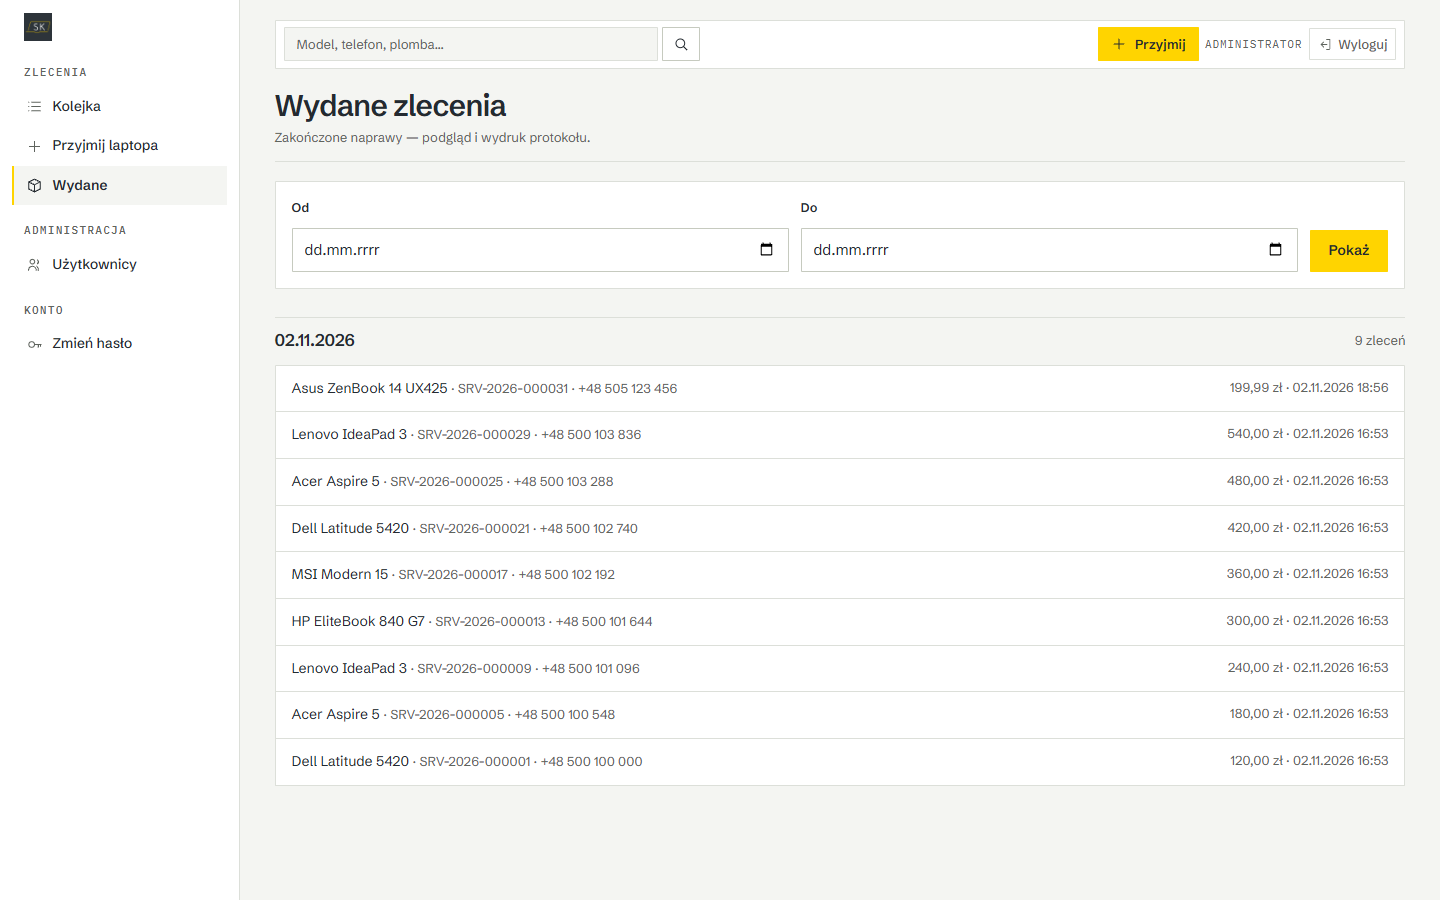 SK
ZLECENIA
Kolejka
Przyjmij laptopa
Wydane
ADMINISTRACJA
Użytkownicy
KONTO
Zmień hasło
Model, telefon, plomba...
Przyjmij
ADMINISTRATOR
Wyloguj
Wydane zlecenia
Zakończone naprawy — podgląd i wydruk protokołu.
Od
Do
dd.mm.rrrr
dd.mm.rrrr
Pokaż
02.11.2026
9 zleceń
Asus ZenBook 14 UX425 · SRV-2026-000031 · +48 505 123 456
199,99 zł · 02.11.2026 18:56
Lenovo IdeaPad 3 · SRV-2026-000029 · +48 500 103 836
540,00 zł · 02.11.2026 16:53
Acer Aspire 5 · SRV-2026-000025 · +48 500 103 288
480,00 zł · 02.11.2026 16:53
Dell Latitude 5420 · SRV-2026-000021 · +48 500 102 740
420,00 zł · 02.11.2026 16:53
MSI Modern 15 · SRV-2026-000017 · +48 500 102 192
360,00 zł · 02.11.2026 16:53
HP EliteBook 840 G7 · SRV-2026-000013 · +48 500 101 644
300,00 zł · 02.11.2026 16:53
Lenovo IdeaPad 3 · SRV-2026-000009 · +48 500 101 096
240,00 zł · 02.11.2026 16:53
Acer Aspire 5 · SRV-2026-000005 · +48 500 100 548
180,00 zł · 02.11.2026 16:53
Dell Latitude 5420 · SRV-2026-000001 · +48 500 100 000
120,00 zł · 02.11.2026 16:53